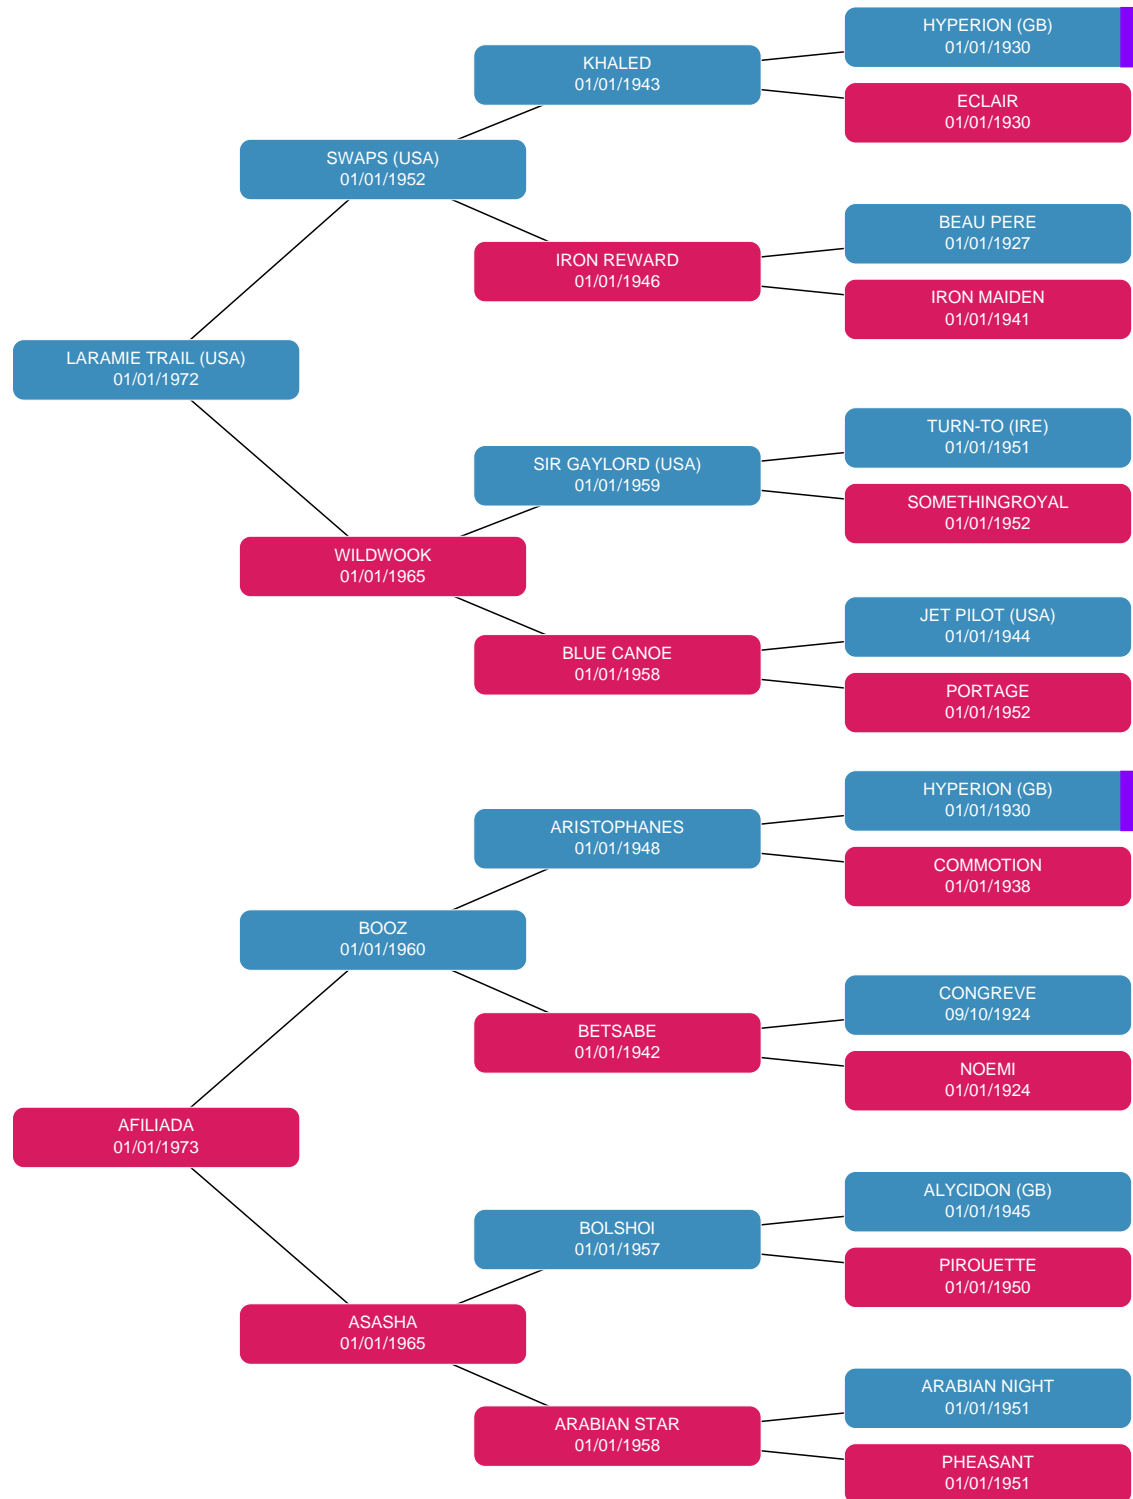 HYPERION (GB)
01/01/1930
KHALED
01/01/1943
ECLAIR
01/01/1930
SWAPS (USA)
01/01/1952
BEAU PERE
01/01/1927
IRON REWARD
01/01/1946
IRON MAIDEN
01/01/1941
LARAMIE TRAIL (USA)
01/01/1972
TURN-TO (IRE)
01/01/1951
SIR GAYLORD (USA)
01/01/1959
SOMETHINGROYAL
01/01/1952
WILDWOOK
01/01/1965
JET PILOT (USA)
01/01/1944
BLUE CANOE
01/01/1958
PORTAGE
01/01/1952
HYPERION (GB)
01/01/1930
ARISTOPHANES
01/01/1948
COMMOTION
01/01/1938
BOOZ
01/01/1960
CONGREVE
09/10/1924
BETSABE
01/01/1942
NOEMI
01/01/1924
AFILIADA
01/01/1973
ALYCIDON (GB)
01/01/1945
BOLSHOI
01/01/1957
PIROUETTE
01/01/1950
ASASHA
01/01/1965
ARABIAN NIGHT
01/01/1951
ARABIAN STAR
01/01/1958
PHEASANT
01/01/1951